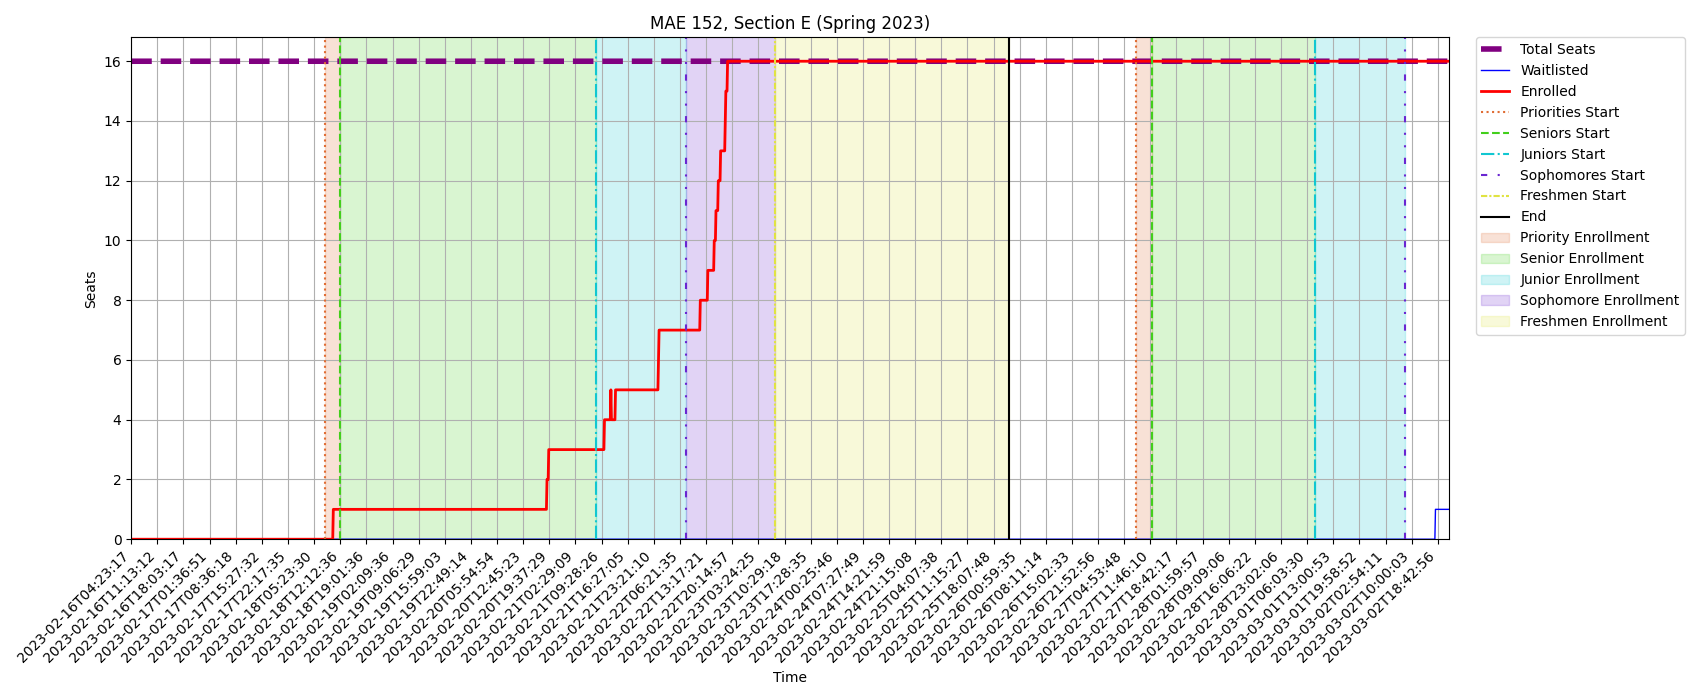 MAE 152, Section E (Spring 2023)
Seats
16
14
12
10
8
6
4
2
0
2023-02-16T04:23:17
2023-02-16T11:13:12
2023-02-16T18:03:17
2023-02-17T01:36:51
2023-02-17T08:36:18
2023-02-17T15:27:32
2023-02-17T22:17:35
2023-02-18T05:23:30
2023-02-18T12:12:36
2023-02-18T19:01:36
2023-02-19T02:09:36
2023-02-19T09:06:29
2023-02-19T15:59:03
2023-02-19T22:49:14
2023-02-20T05:54:54
2023-02-20T12:45:23
2023-02-20T19:37:29
2023-02-21T02:29:09
2023-02-21T09:28:26
2023-02-21T16:27:05
2023-02-21T23:21:10
2023-02-22T06:21:35
2023-02-22T13:17:21
2023-02-22T20:14:57
2023-02-23T03:24:25
2023-02-23T10:29:18
2023-02-23T17:28:35
2023-02-24T00:25:46
2023-02-24T07:27:49
2023-02-24T14:21:59
2023-02-24T21:15:08
2023-02-25T04:07:38
2023-02-25T11:15:27
2023-02-25T18:07:48
2023-02-26T00:59:35
2023-02-26T08:11:14
2023-02-26T15:02:33
2023-02-26T21:52:56
2023-02-27T04:53:48
2023-02-27T11:46:10
2023-02-27T18:42:17
2023-02-28T01:59:57
2023-02-28T09:09:06
2023-02-28T16:06:22
2023-02-28T23:02:06
2023-03-01T06:03:30
2023-03-01T13:00:53
2023-03-01T19:58:52
2023-03-02T02:54:11
2023-03-02T10:00:03
2023-03-02T18:42:56
Time
Total Seats
Waitlisted
Enrolled
Priorities Start
Seniors Start
Juniors Start
Sophomores Start
Freshmen Start
End
Priority Enrollment
Senior Enrollment
Junior Enrollment
Sophomore Enrollment
Freshmen Enrollment